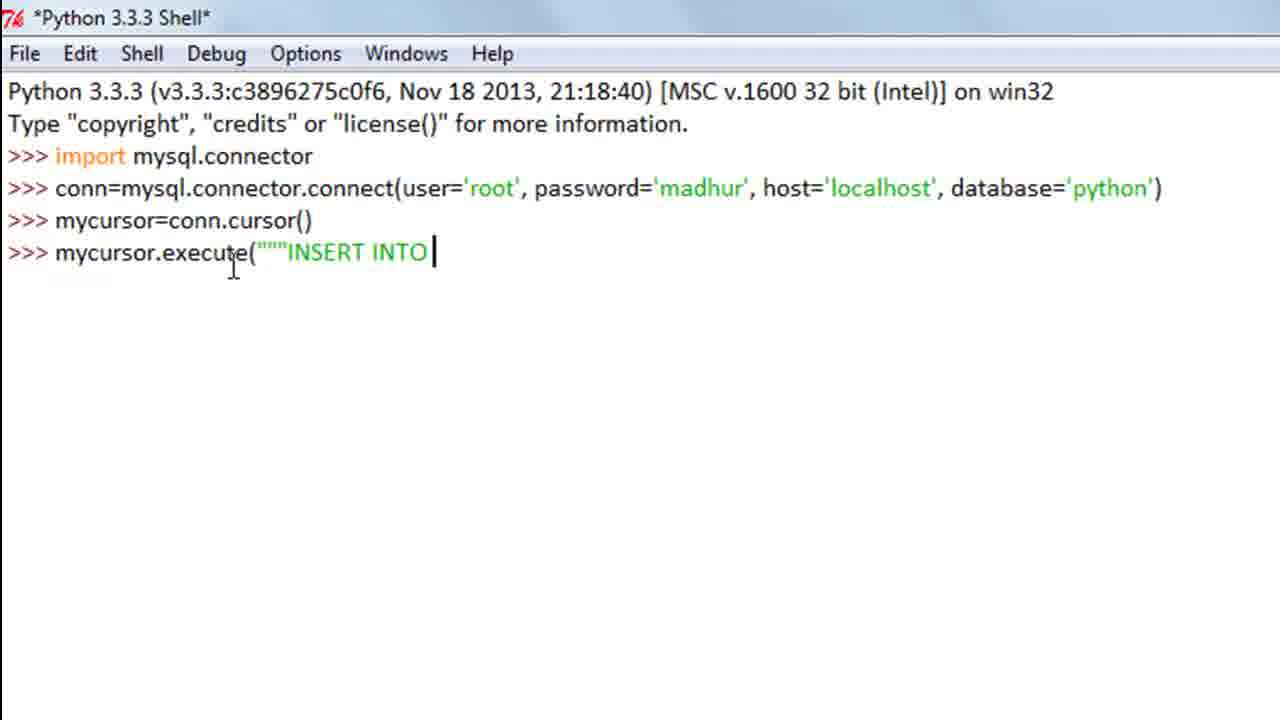 *Python 3.3.3 Shell*
File Edit Shell Debug Options Windows Help
Python 3.3.3 (v3.3.3:c3896275c0f6, Nov 18 2013, 21:18:40) [MSC v.1600 32 bit (Intel)] on win32
Type "copyright", "credits" or "license()" for more information.
>>> import mysql.connector
>>> conn=mysql.connector.connect(user='root', password='madhur', host='localhost', database='python')
>>> mycursor=conn.cursor()
>>> mycursor.execute("""INSERT INTO